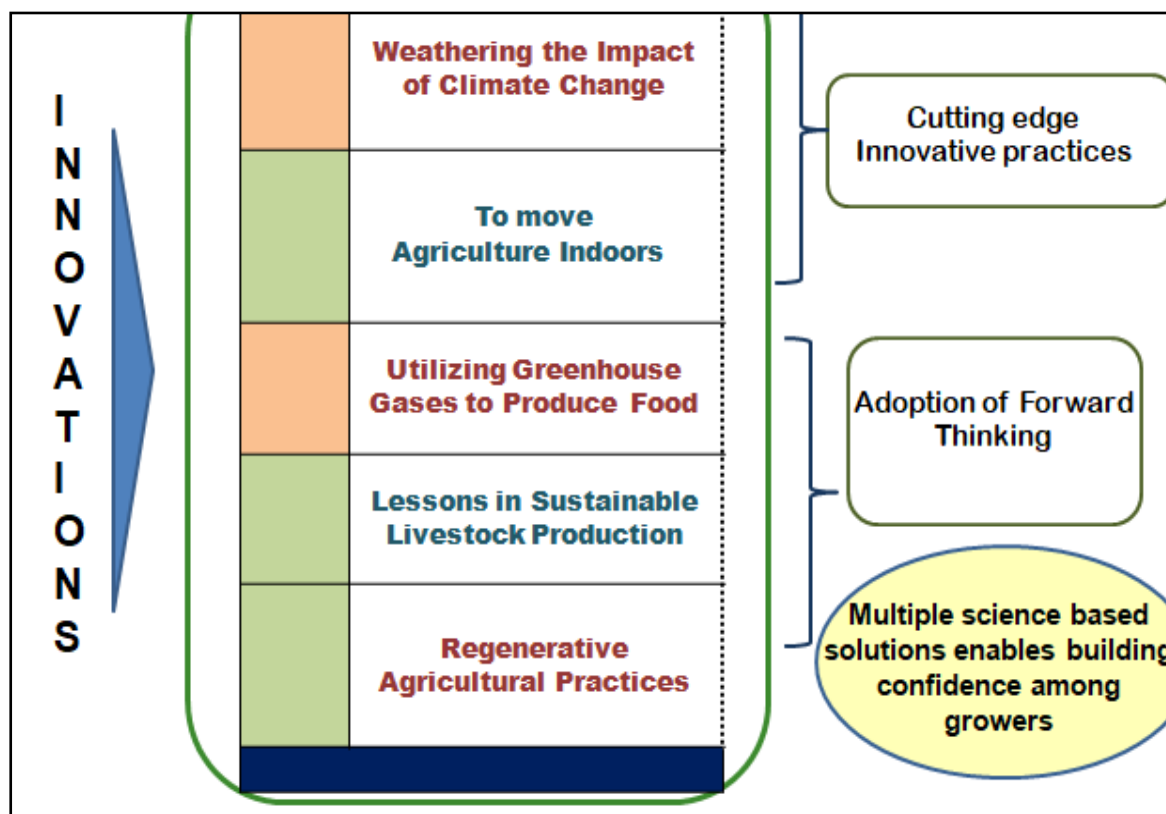 INNOVATIONS
Weathering the Impact
of Climate Change
To move
Agriculture Indoors
Utilizing Greenhouse
Gases to Produce Food
Lessons in Sustainable
Livestock Production
Regenerative
Agricultural Practices
Cutting edge
Innovative practices
Adoption of Forward
Thinking
Multiple science based
solutions enables building
confidence among
growers